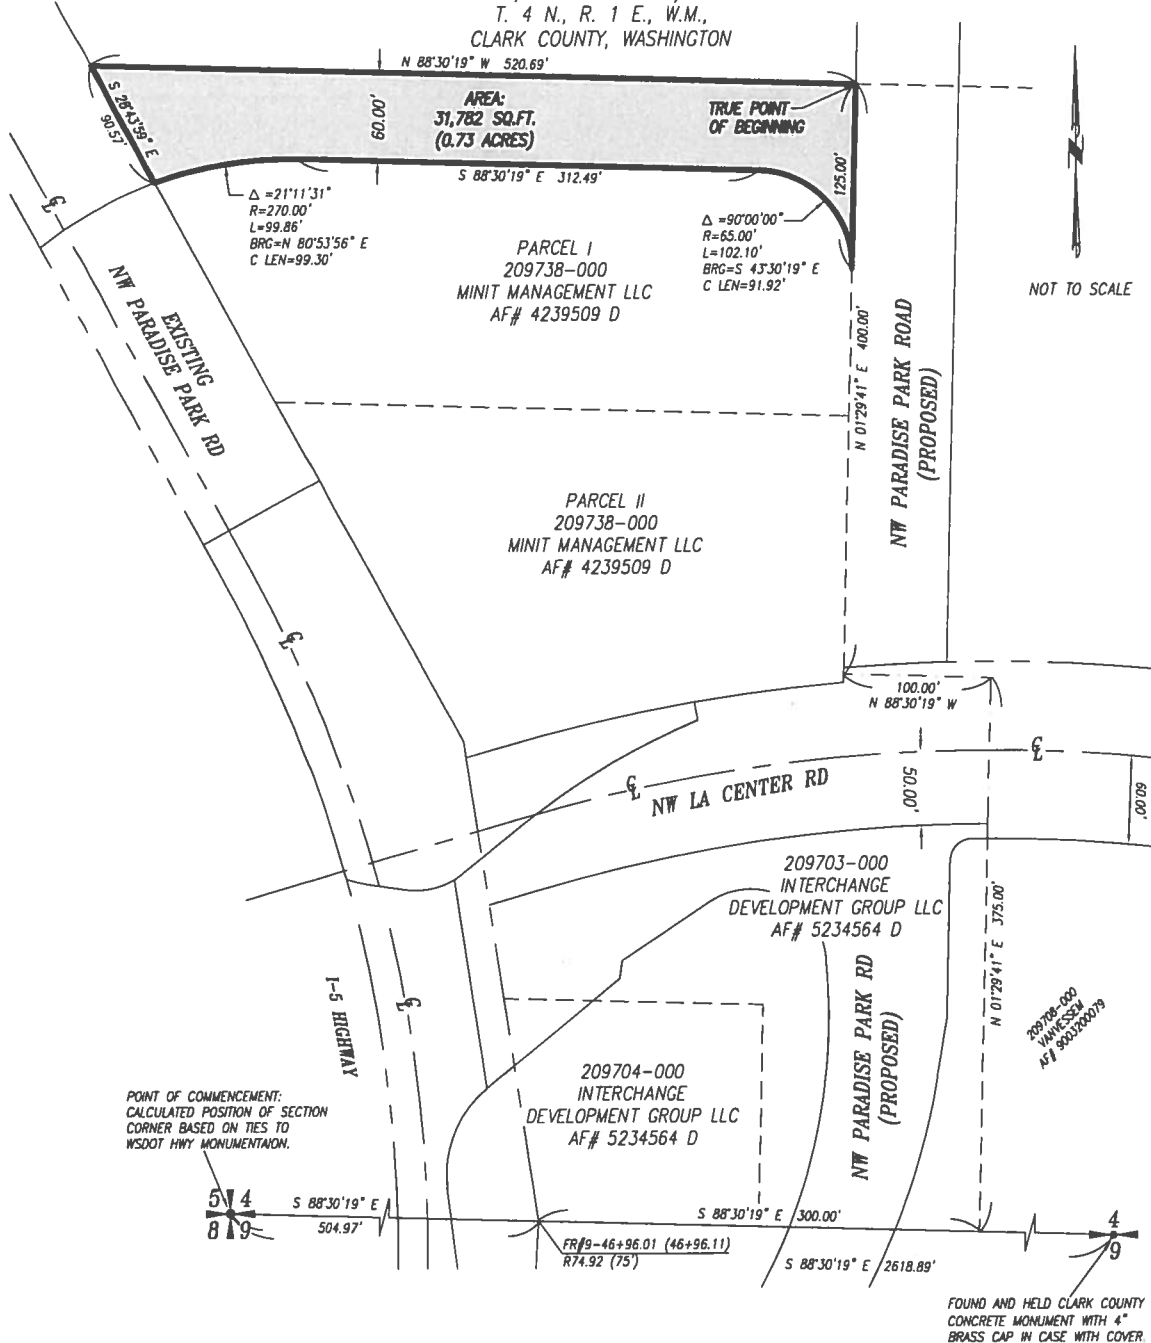 T. 4 N., R. 1 E., W.M.,
CLARK COUNTY, WASHINGTON
N 88°30'19" W 520.69'
S 28°43'59" E
90.57'
60.00'
AREA:
31,782 SQ.FT.
(0.73 ACRES)
TRUE POINT
OF BEGINNING
125.00'
S 88°30'19" E 312.49'
Δ =21°11'31"
R=270.00'
L=99.86'
BRG=N 80°53'56" E
C LEN=99.30'
Δ =90°00'00"
R=65.00'
L=102.10'
BRG=S 43°30'19" E
C LEN=91.92'
N
NOT TO SCALE
PARCEL I
209738-000
MINIT MANAGEMENT LLC
AF# 4239509 D
EXISTING
NW PARADISE PARK RD
N 01°29'41" E 400.00'
NW PARADISE PARK ROAD
(PROPOSED)
PARCEL II
209738-000
MINIT MANAGEMENT LLC
AF# 4239509 D
100.00'
N 88°30'19" W
NW LA CENTER RD
50.00'
60.00'
209703-000
INTERCHANGE
DEVELOPMENT GROUP LLC
AF# 5234564 D
N 01°29'41" E 375.00'
I-5 HIGHWAY
NW PARADISE PARK RD
(PROPOSED)
209708-000
VANVESSEM
AF# 9003200079
209704-000
INTERCHANGE
DEVELOPMENT GROUP LLC
AF# 5234564 D
POINT OF COMMENCEMENT:
CALCULATED POSITION OF SECTION
CORNER BASED ON TIES TO
WSDOT HWY MONUMENTAION.
5 4
8 9
S 88°30'19" E
504.97'
S 88°30'19" E 300.00'
4
9
FR#9-46+96.01 (46+96.11)
R74.92 (75')
S 88°30'19" E 2618.89'
FOUND AND HELD CLARK COUNTY
CONCRETE MONUMENT WITH 4"
BRASS CAP IN CASE WITH COVER.